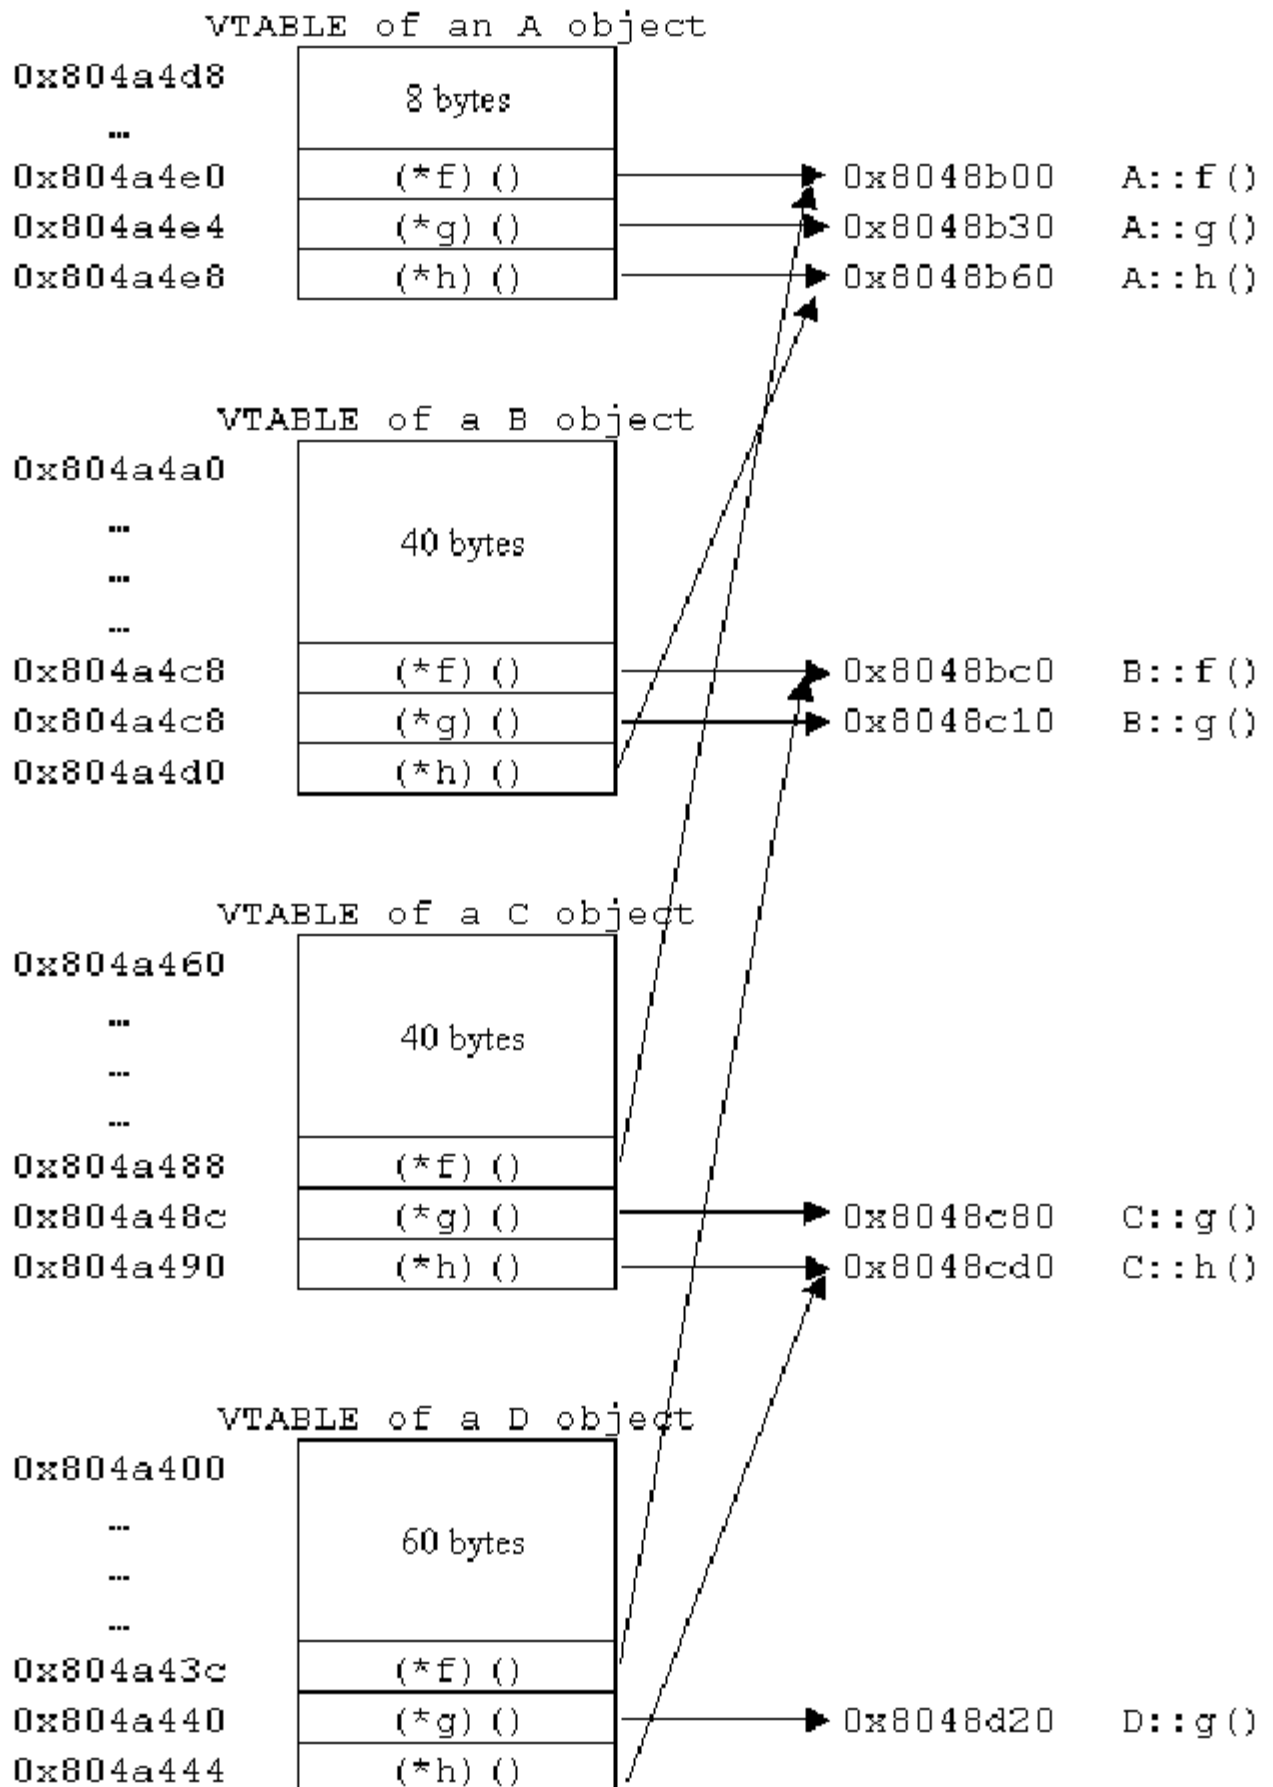 VTABLE of an A object
0x804a4d8 8 bytes
...
0x804a4e0 (*f)() 0x8048b00 A::f()
0x804a4e4 (*g)() 0x8048b30 A::g()
0x804a4e8 (*h)() 0x8048b60 A::h()
VTABLE of a B object
0x804a4a0
...
40 bytes
...
...
0x804a4c8 (*f)() 0x8048bc0 B::f()
0x804a4c8 (*g)() 0x8048c10 B::g()
0x804a4d0 (*h)()
VTABLE of a C object
0x804a460
...
40 bytes
...
...
0x804a488 (*f)()
0x804a48c (*g)() 0x8048c80 C::g()
0x804a490 (*h)() 0x8048cd0 C::h()
VTABLE of a D object
0x804a400
...
60 bytes
...
...
0x804a43c (*f)()
0x804a440 (*g)() 0x8048d20 D::g()
0x804a444 (*h)()